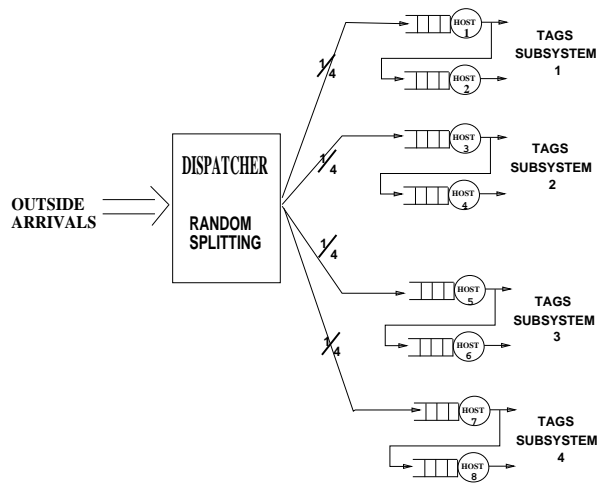 OUTSIDE
ARRIVALS
DISPATCHER
RANDOM
SPLITTING
1/4
1/4
1/4
1/4
HOST
1
HOST
2
TAGS
SUBSYSTEM
1
HOST
3
HOST
4
TAGS
SUBSYSTEM
2
HOST
5
HOST
6
TAGS
SUBSYSTEM
3
HOST
7
HOST
8
TAGS
SUBSYSTEM
4